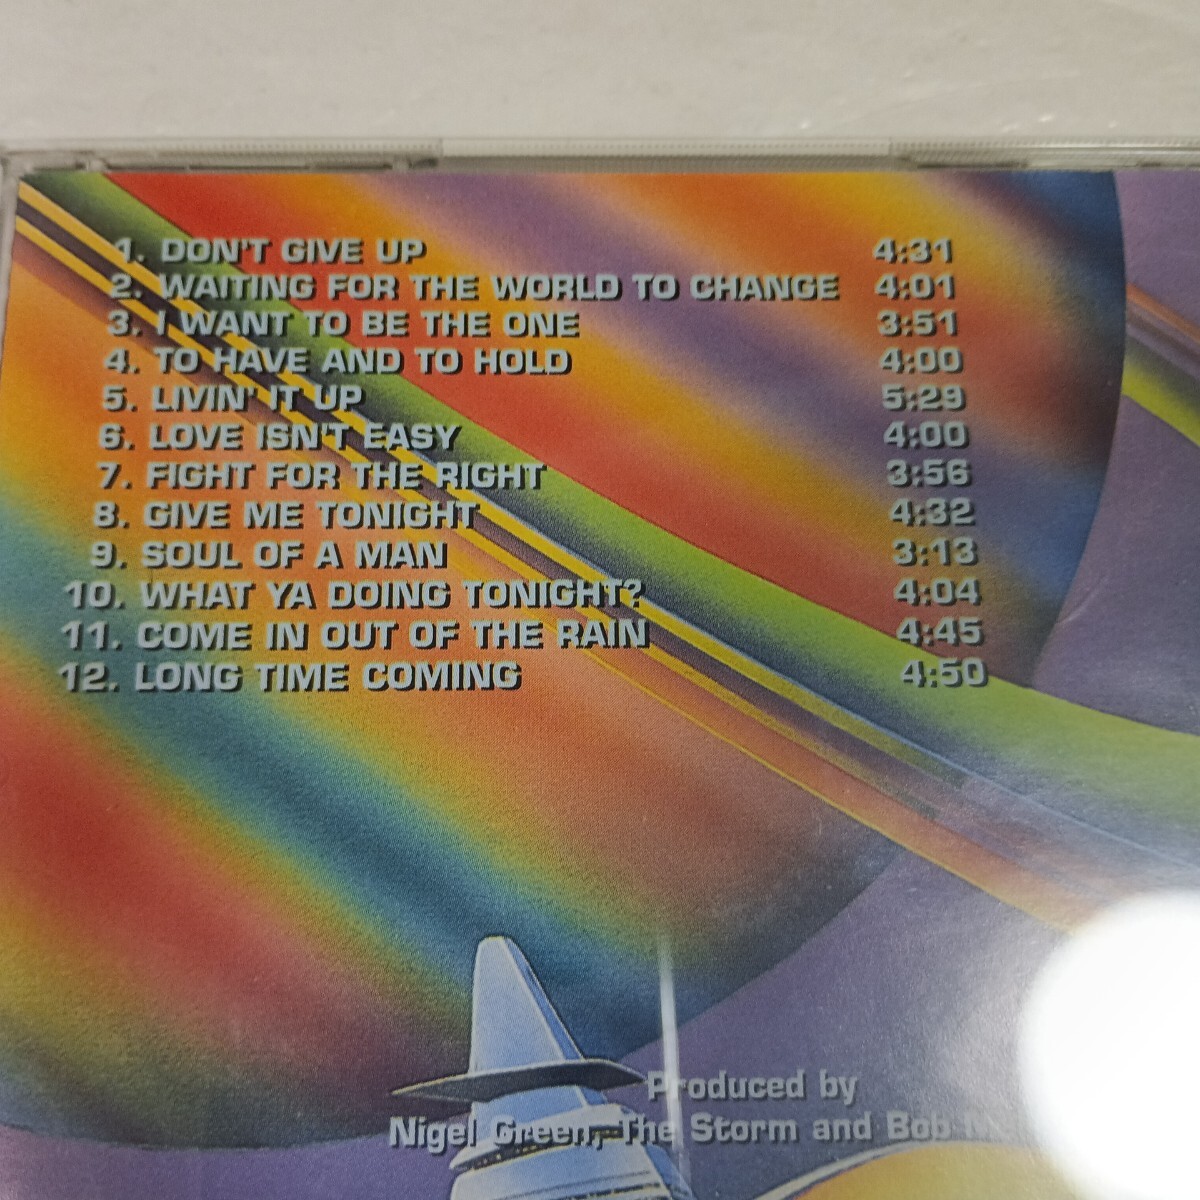 1. DON'T GIVE UP 4:31
2. WAITING FOR THE WORLD TO CHANGE 4:01
3. I WANT TO BE THE ONE 3:51
4. TO HAVE AND TO HOLD 4:00
5. LIVIN' IT UP 5:29
6. LOVE ISN'T EASY 4:00
7. FIGHT FOR THE RIGHT 3:56
8. GIVE ME TONIGHT 4:32
9. SOUL OF A MAN 3:13
10. WHAT YA DOING TONIGHT? 4:04
11. COME IN OUT OF THE RAIN 4:45
12. LONG TIME COMING 4:50
Produced by
Nigel Green, The Storm and Bob